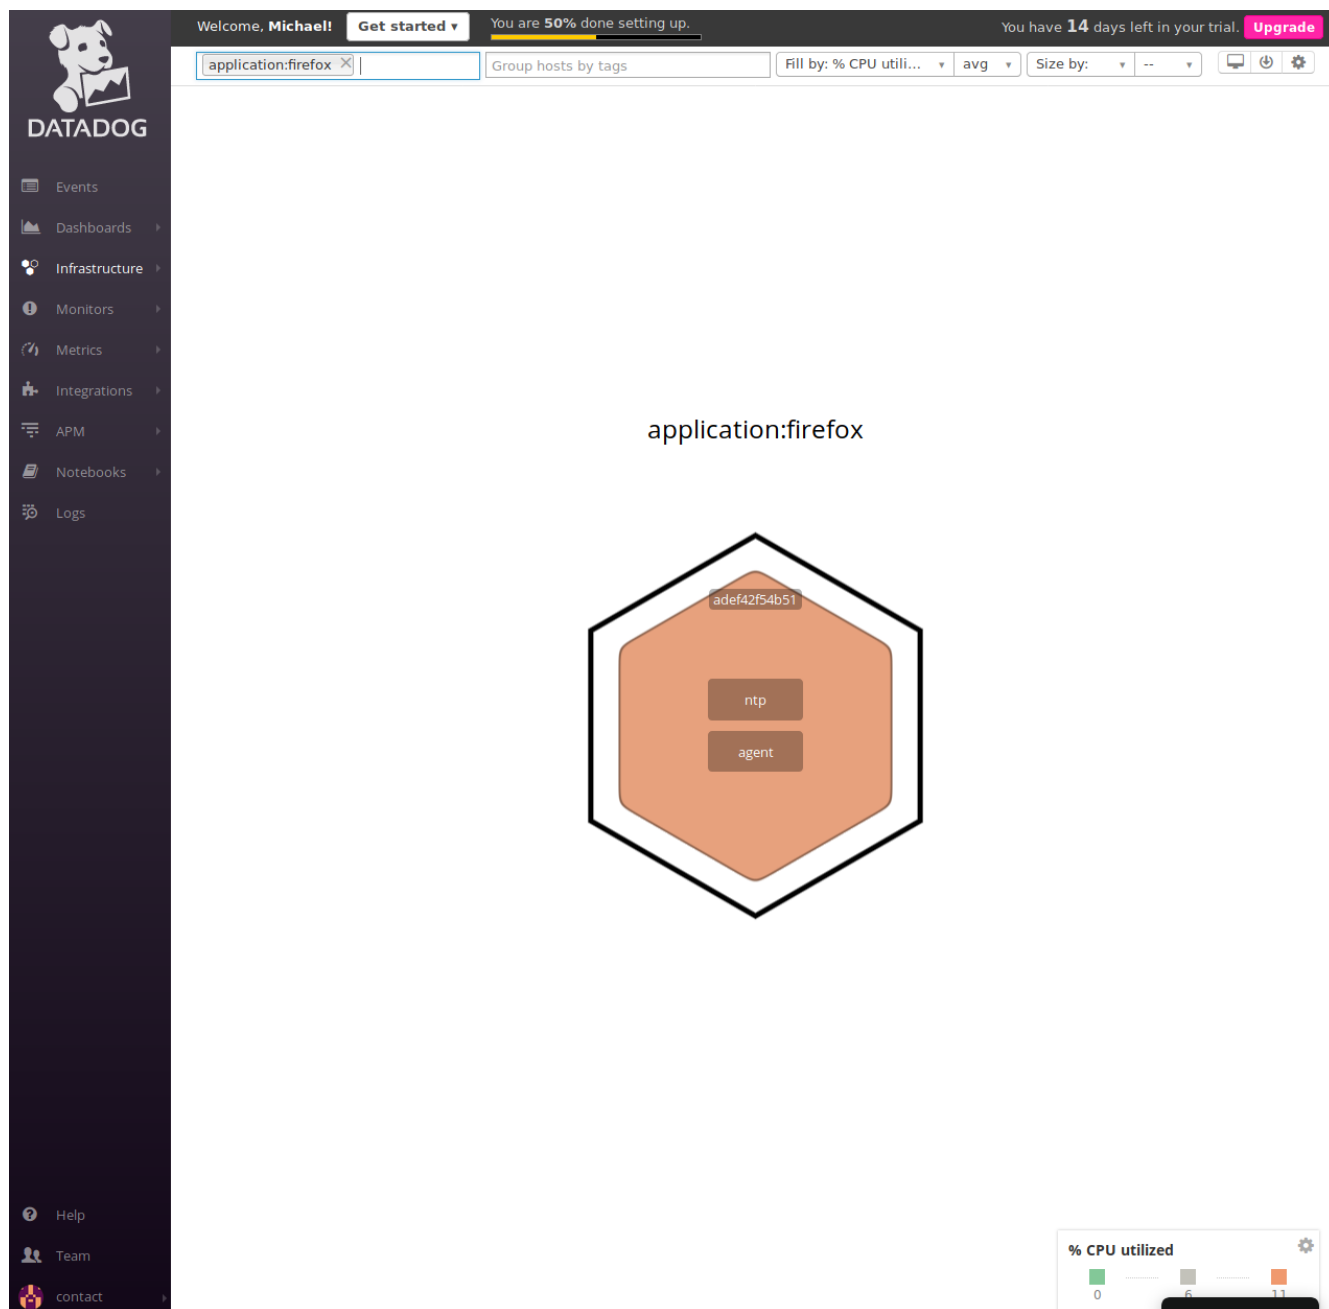 Welcome, Michael!
Get started ▾
You are 50% done setting up.
You have 14 days left in your trial.
Upgrade
application:firefox ×
Group hosts by tags
Fill by: % CPU utili... ▾
avg ▾
Size by: ▾
-- ▾
DATADOG
Events
Dashboards
Infrastructure
Monitors
Metrics
Integrations
APM
Notebooks
Logs
application:firefox
adef42f54b51
ntp
agent
Help
Team
contact
% CPU utilized
0 6 11